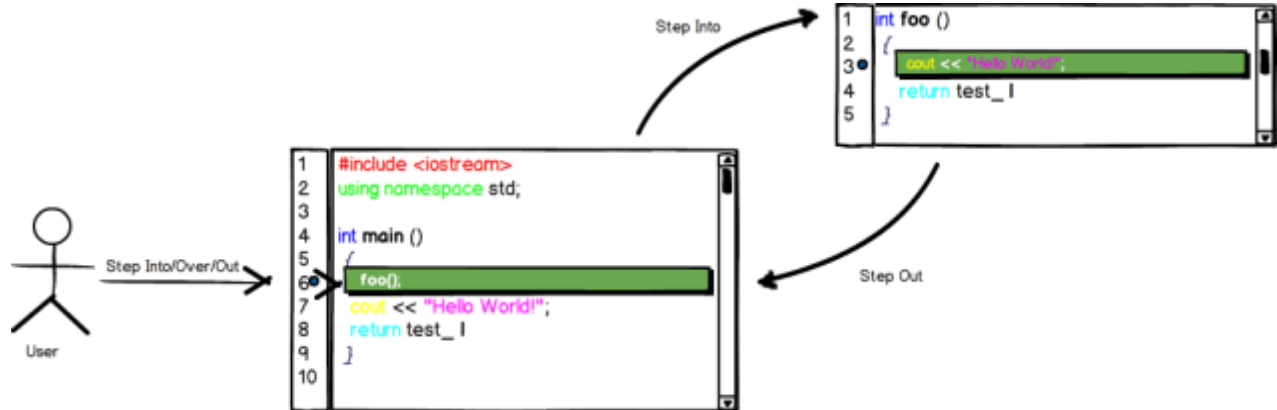 Step Into
1 int foo ()
2 {
3 cout << "Hello World!";
4 return test_ |
5 }
1 #include <iostream>
2 using namespace std;
3
4 int main ()
5 {
6 foo();
7 cout << "Hello World!";
8 return test_ |
9 }
10
Step Into/Over/Out
User
Step Out